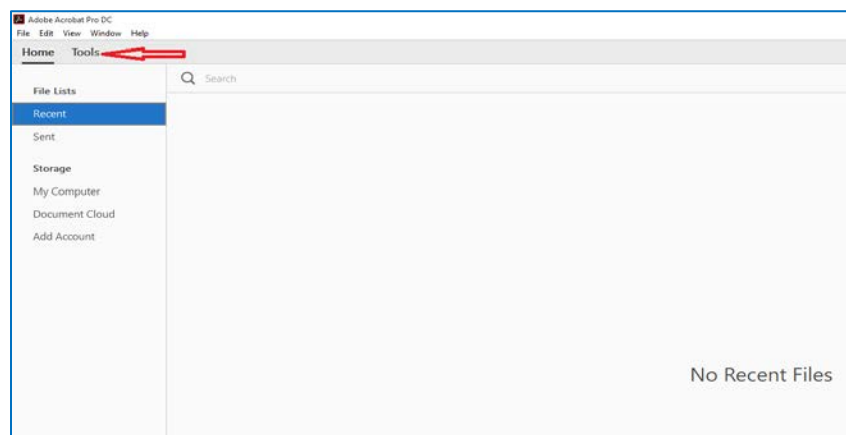 Adobe Acrobat Pro DC
File Edit View Window Help
Home Tools
Search
File Lists
Recent
Sent
Storage
My Computer
Document Cloud
Add Account
No Recent Files